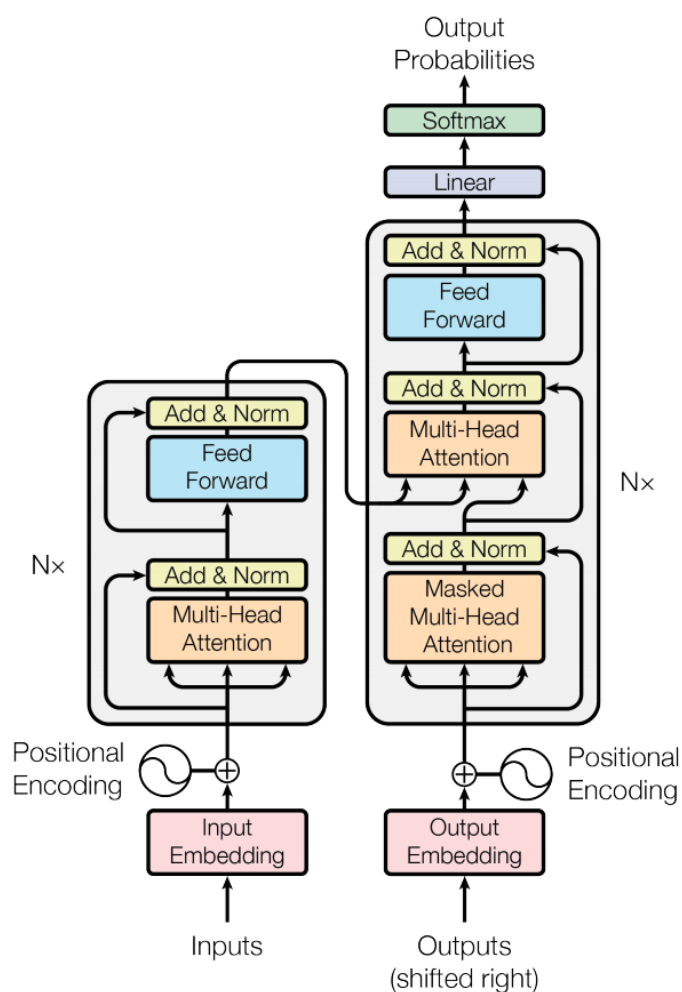 Output
Probabilities
Softmax
Linear
Add & Norm
Feed
Forward
Add & Norm
Multi-Head
Attention
Nx
Add & Norm
Masked
Multi-Head
Attention
Add & Norm
Feed
Forward
Nx
Add & Norm
Multi-Head
Attention
Positional
Encoding
Positional
Encoding
Input
Embedding
Output
Embedding
Inputs
Outputs
(shifted right)